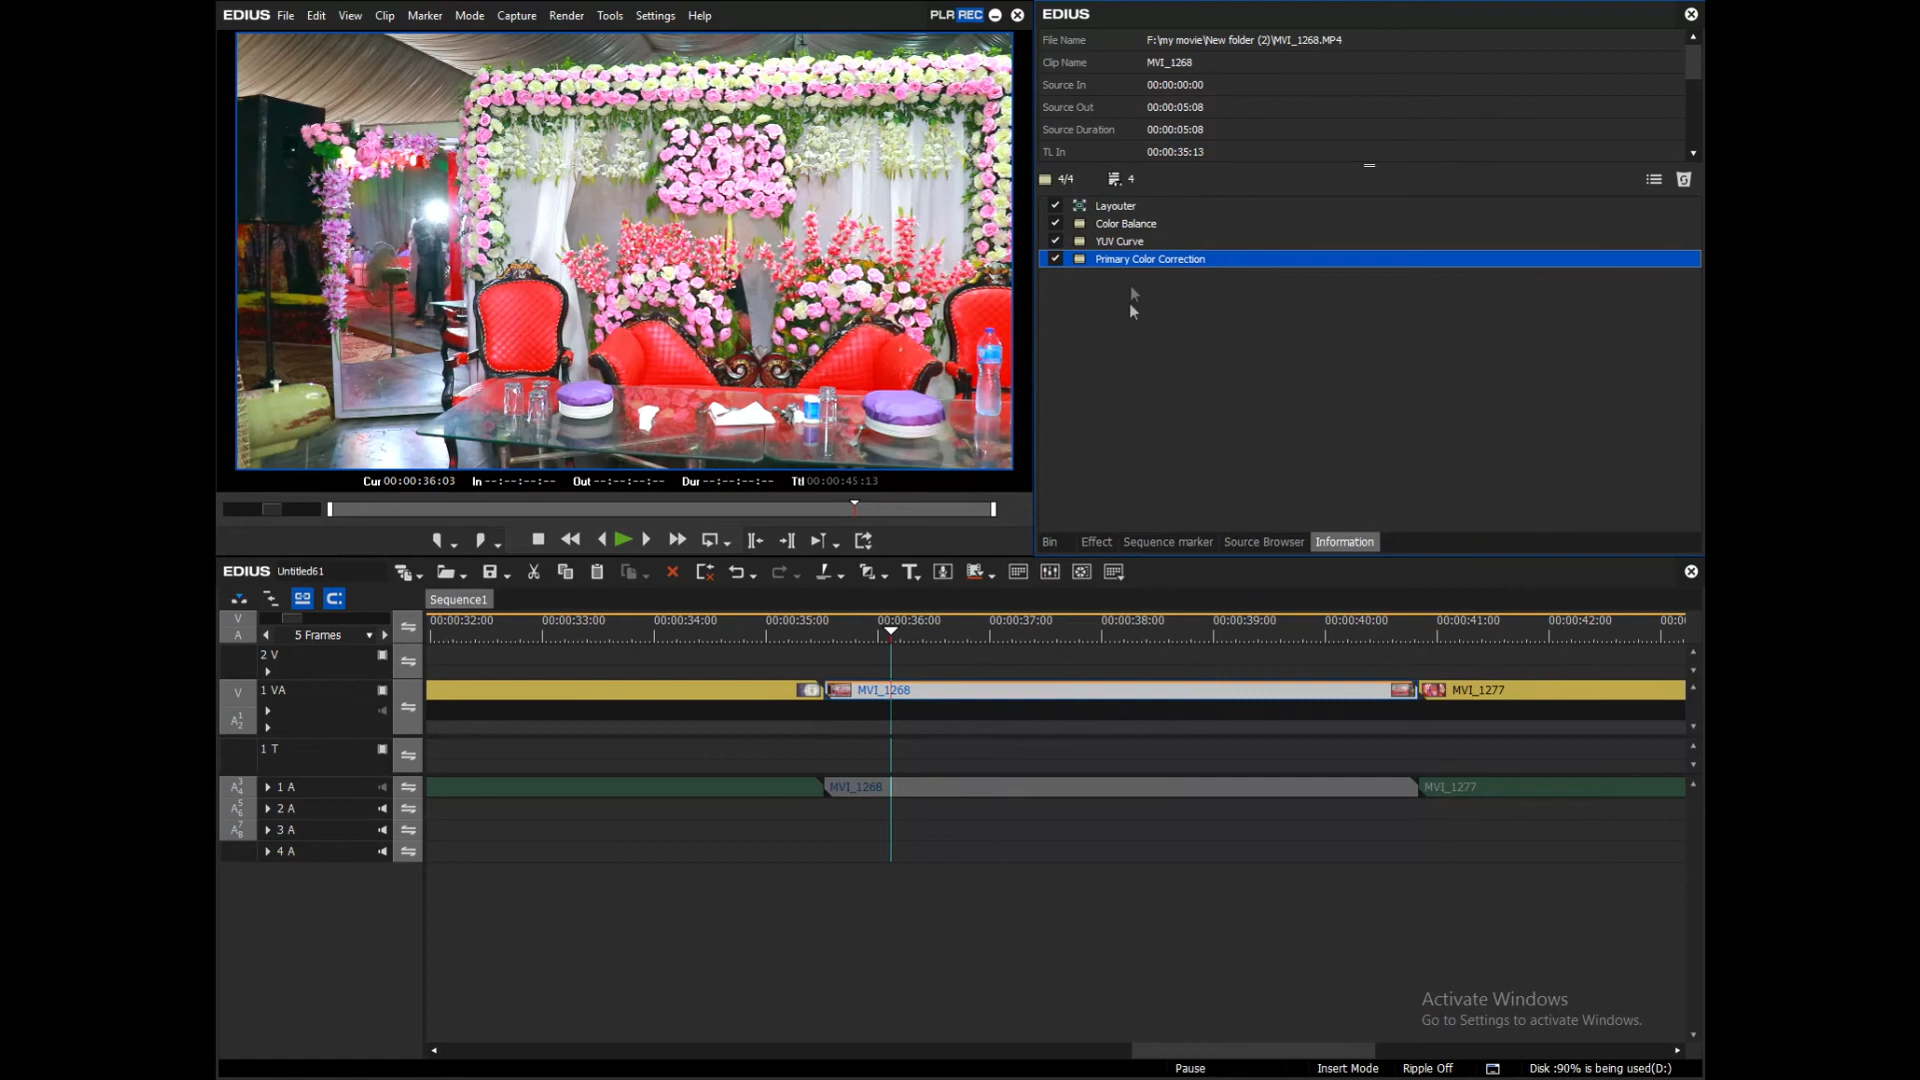 EDIUS File Edit View Clip Marker Mode Capture Render Tools Settings Help PLR REC
Cur 00:00:36:03 In --:--:--:-- Out --:--:--:-- Dur --:--:--:-- Ttl 00:00:45:13
EDIUS
File Name F:\my movie\New folder (2)\MVI_1268.MP4
Clip Name MVI_1268
Source In 00:00:00:00
Source Out 00:00:05:08
Source Duration 00:00:05:08
TL In 00:00:35:13
4/4 4
Layouter
Color Balance
YUV Curve
Primary Color Correction
Bin Effect Sequence marker Source Browser Information
EDIUS Untitled61
Sequence1
V
A 5 Frames
00:00:32:00 00:00:33:00 00:00:34:00 00:00:35:00 00:00:36:00 00:00:37:00 00:00:38:00 00:00:39:00 00:00:40:00 00:00:41:00 00:00:42:00 00:0
2 V
V 1 VA MVI_1268 MVI_1277
A12
1 T
A34 1 A MVI_1268 MVI_1277
A56 2 A
A78 3 A
4 A
Activate Windows
Go to Settings to activate Windows.
Pause Insert Mode Ripple Off Disk :90% is being used(D:)